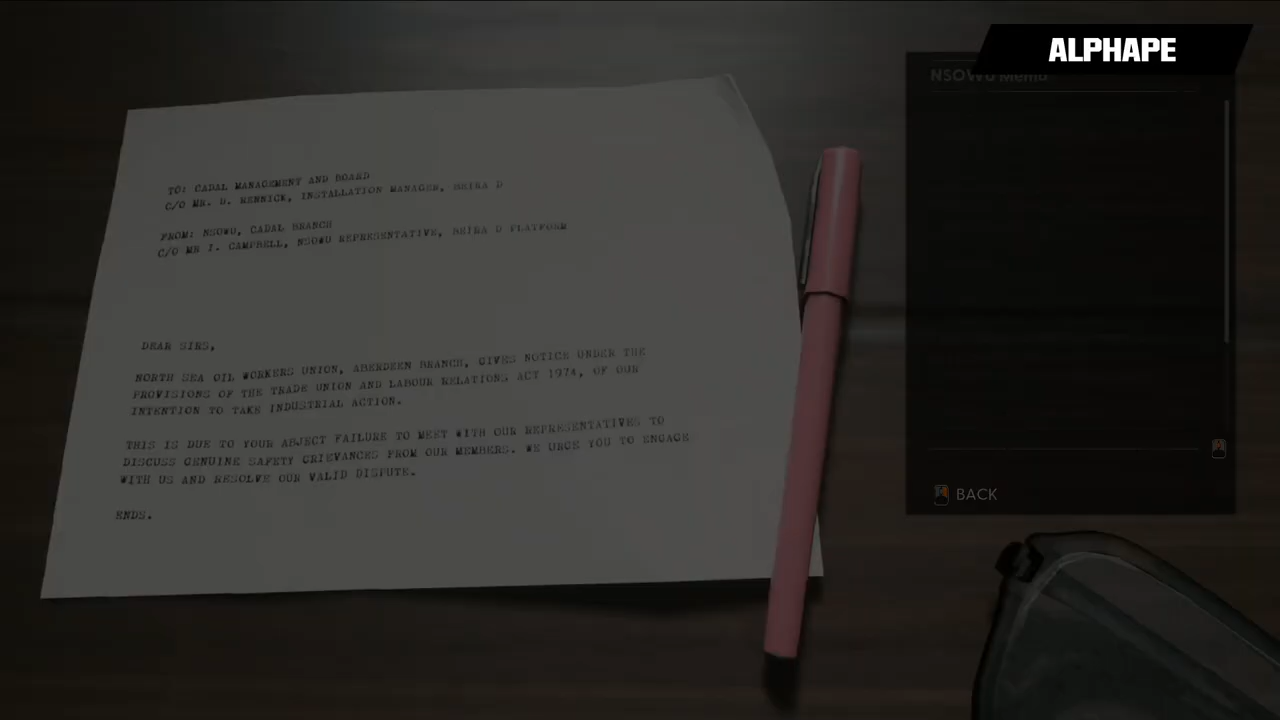 ALPHAPE
NSOWU Memo
TO: CADAL MANAGEMENT AND BOARD
C/O MR. D. RENNICK, INSTALLATION MANAGER, BEIRA D
FROM: NSOWU, CADAL BRANCH
C/O MR I. CAMPBELL, NSOWU REPRESENTATIVE, BEIRA D PLATFORM
DEAR SIRS,
NORTH SEA OIL WORKERS UNION, ABERDEEN BRANCH, GIVES NOTICE UNDER THE
PROVISIONS OF THE TRADE UNION AND LABOUR RELATIONS ACT 1974, OF OUR
INTENTION TO TAKE INDUSTRIAL ACTION.
THIS IS DUE TO YOUR ABJECT FAILURE TO MEET WITH OUR REPRESENTATIVES TO
DISCUSS GENUINE SAFETY GRIEVANCES FROM OUR MEMBERS. WE URGE YOU TO ENGAGE
WITH US AND RESOLVE OUR VALID DISPUTE.
ENDS.
BACK